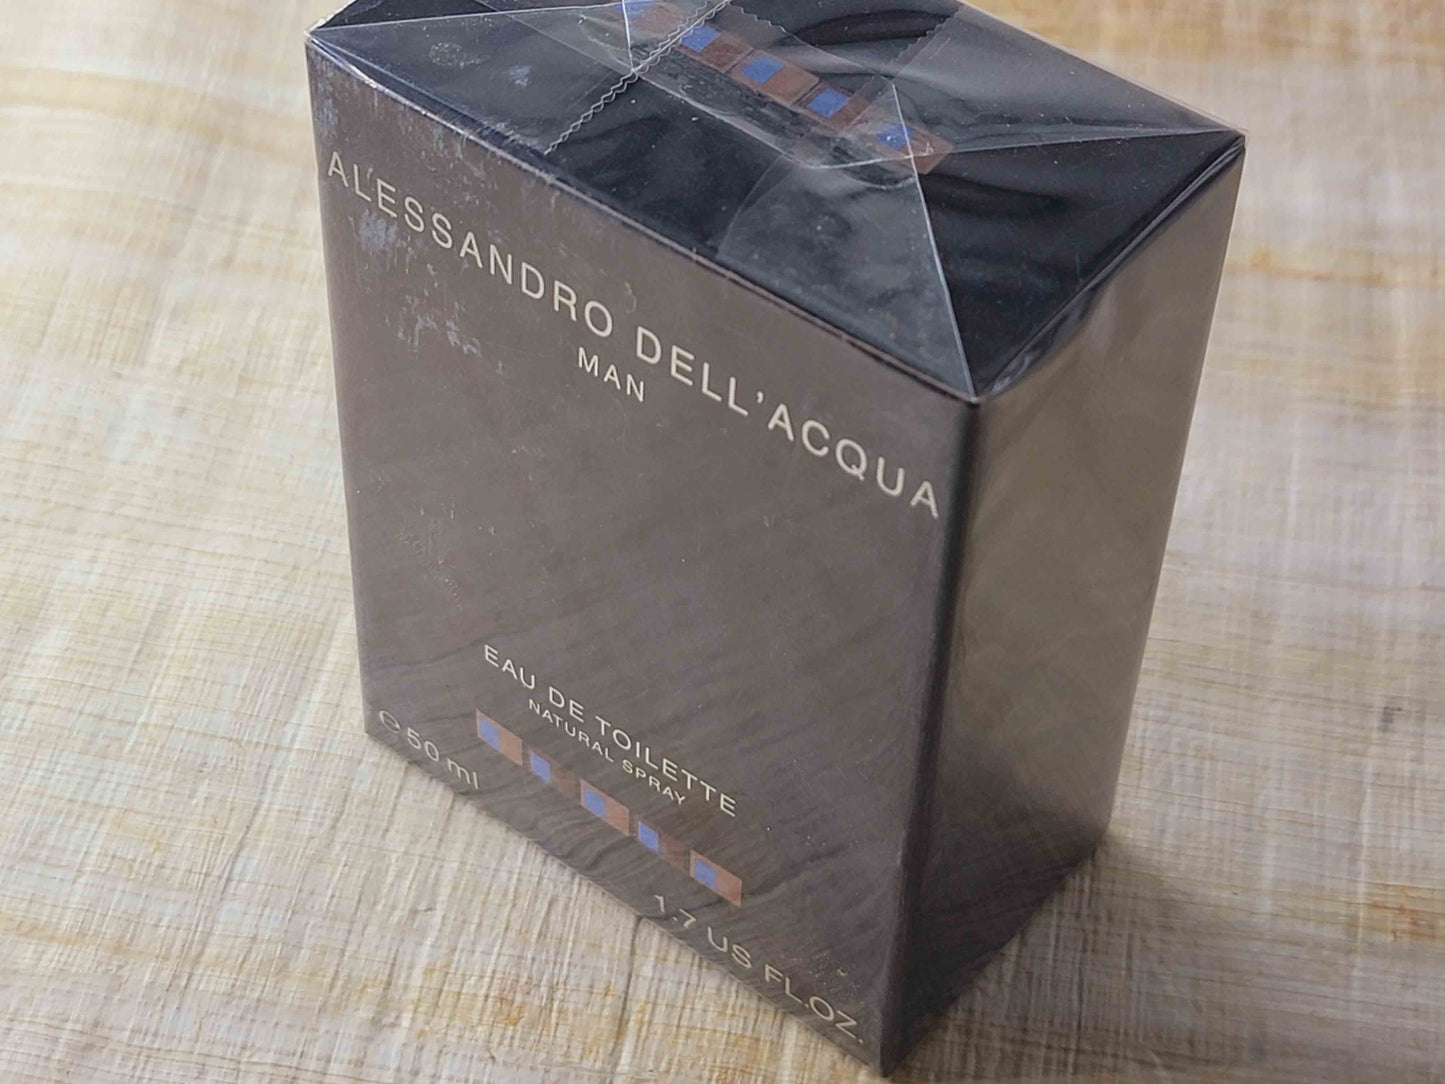 ALESSANDRO DELL'ACQUA
MAN
EAU DE TOILETTE
NATURAL SPRAY
℮ 50 ml
1.7 US FL.OZ.